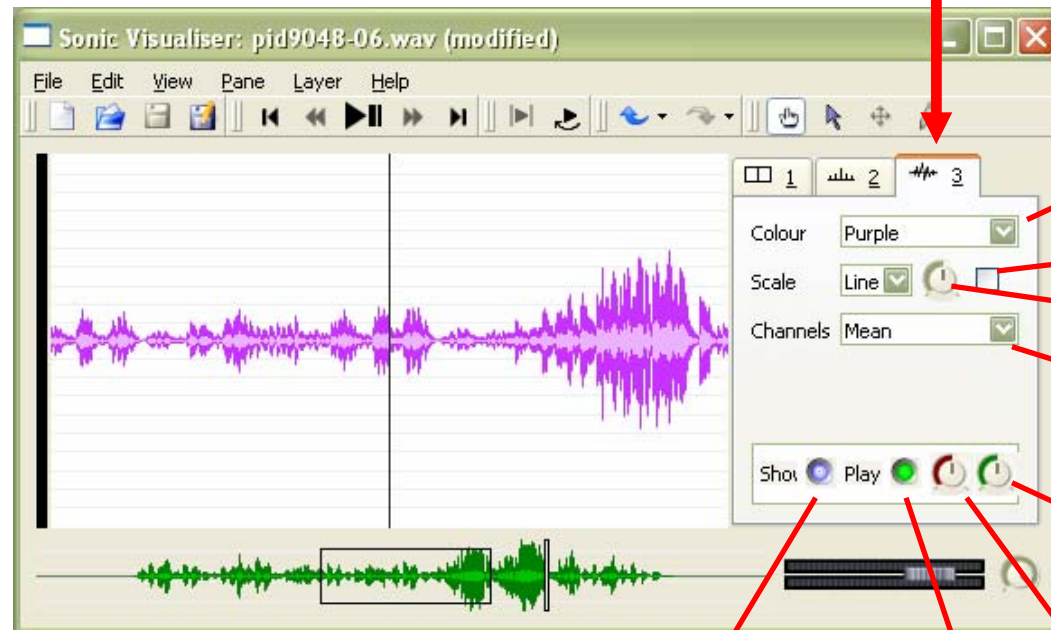 Sonic Visualiser: pid9048-06.wav (modified)
File Edit View Pane Layer Help
1 2 3
Colour Purple
Scale Line
Channels Mean
Shov Play